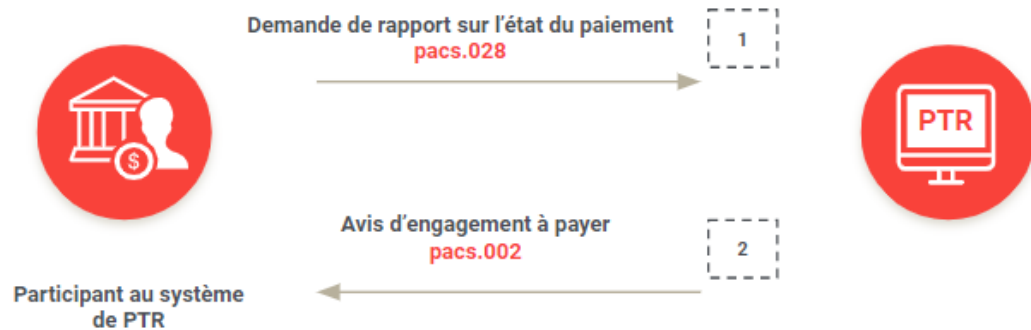 Demande de rapport sur l'état du paiement
pacs.028
1
$
PTR
Avis d'engagement à payer
pacs.002
2
Participant au système
de PTR